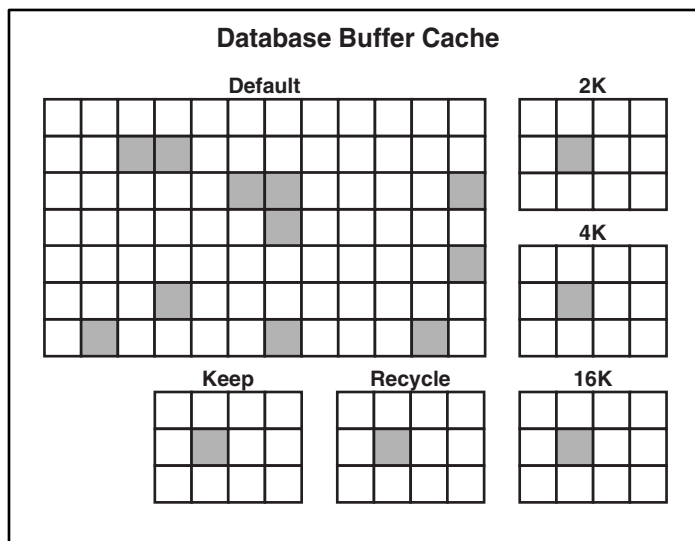 Database Buffer Cache
Default
2K
4K
Keep
Recycle
16K